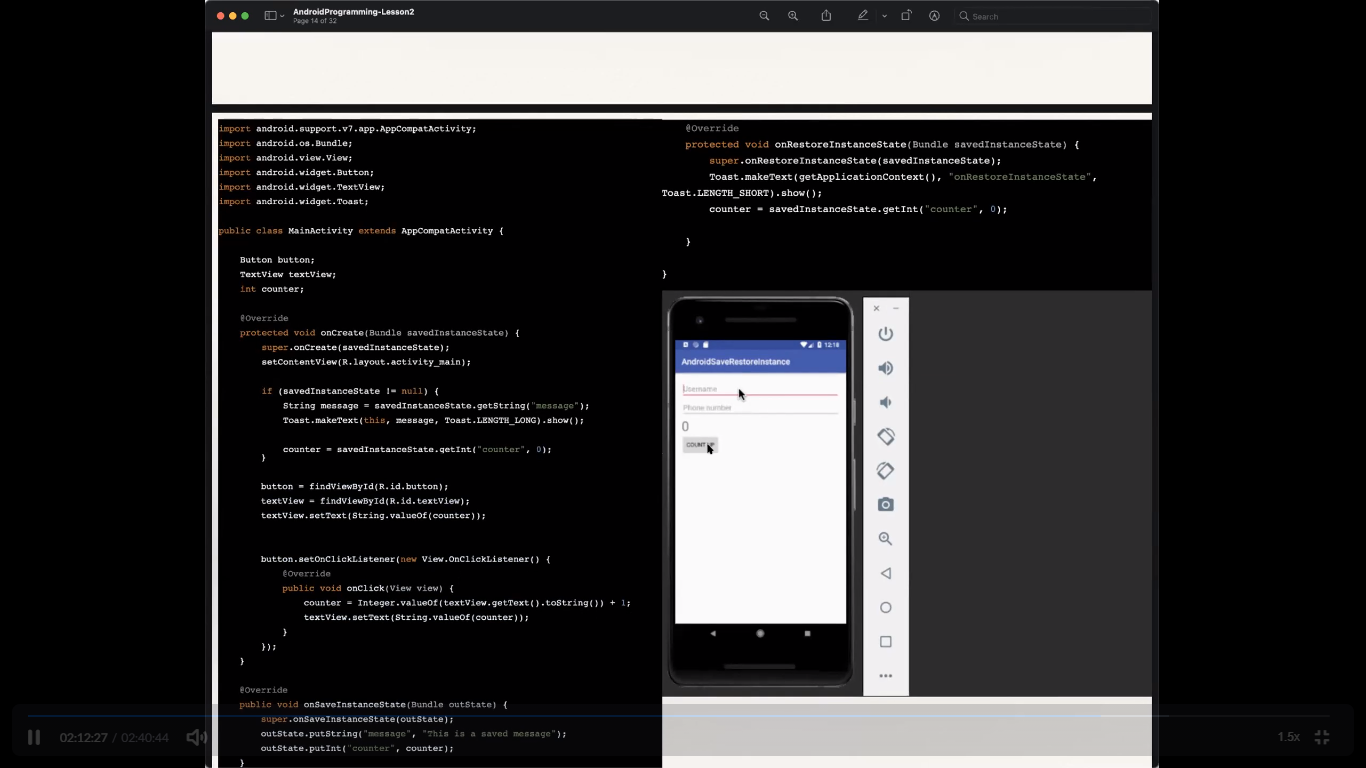 AndroidProgramming-Lesson2
Page 14 of 32
Search
import android.support.v7.app.AppCompatActivity;
import android.os.Bundle;
import android.view.View;
import android.widget.Button;
import android.widget.TextView;
import android.widget.Toast;
public class MainActivity extends AppCompatActivity {
Button button;
TextView textView;
int counter;
@Override
protected void onCreate(Bundle savedInstanceState) {
super.onCreate(savedInstanceState);
setContentView(R.layout.activity_main);
if (savedInstanceState != null) {
String message = savedInstanceState.getString("message");
Toast.makeText(this, message, Toast.LENGTH_LONG).show();
counter = savedInstanceState.getInt("counter", 0);
}
button = findViewById(R.id.button);
textView = findViewById(R.id.textView);
textView.setText(String.valueOf(counter));
button.setOnClickListener(new View.OnClickListener() {
@Override
public void onClick(View view) {
counter = Integer.valueOf(textView.getText().toString()) + 1;
textView.setText(String.valueOf(counter));
}
});
}
@Override
public void onSaveInstanceState(Bundle outState) {
super.onSaveInstanceState(outState);
outState.putString("message", "This is a saved message");
outState.putInt("counter", counter);
}
@Override
protected void onRestoreInstanceState(Bundle savedInstanceState) {
super.onRestoreInstanceState(savedInstanceState);
Toast.makeText(getApplicationContext(), "onRestoreInstanceState",
Toast.LENGTH_SHORT).show();
counter = savedInstanceState.getInt("counter", 0);
}
}
12:18
AndroidSaveRestoreInstance
Username
Phone number
0
COUNT UP
02:12:27 / 02:40:44
1.5x